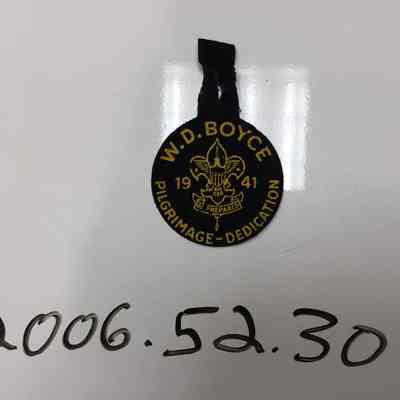 W.D. BOYCE
19 41
BE PREPARED
PILGRIMAGE-DEDICATION
2006.52.30